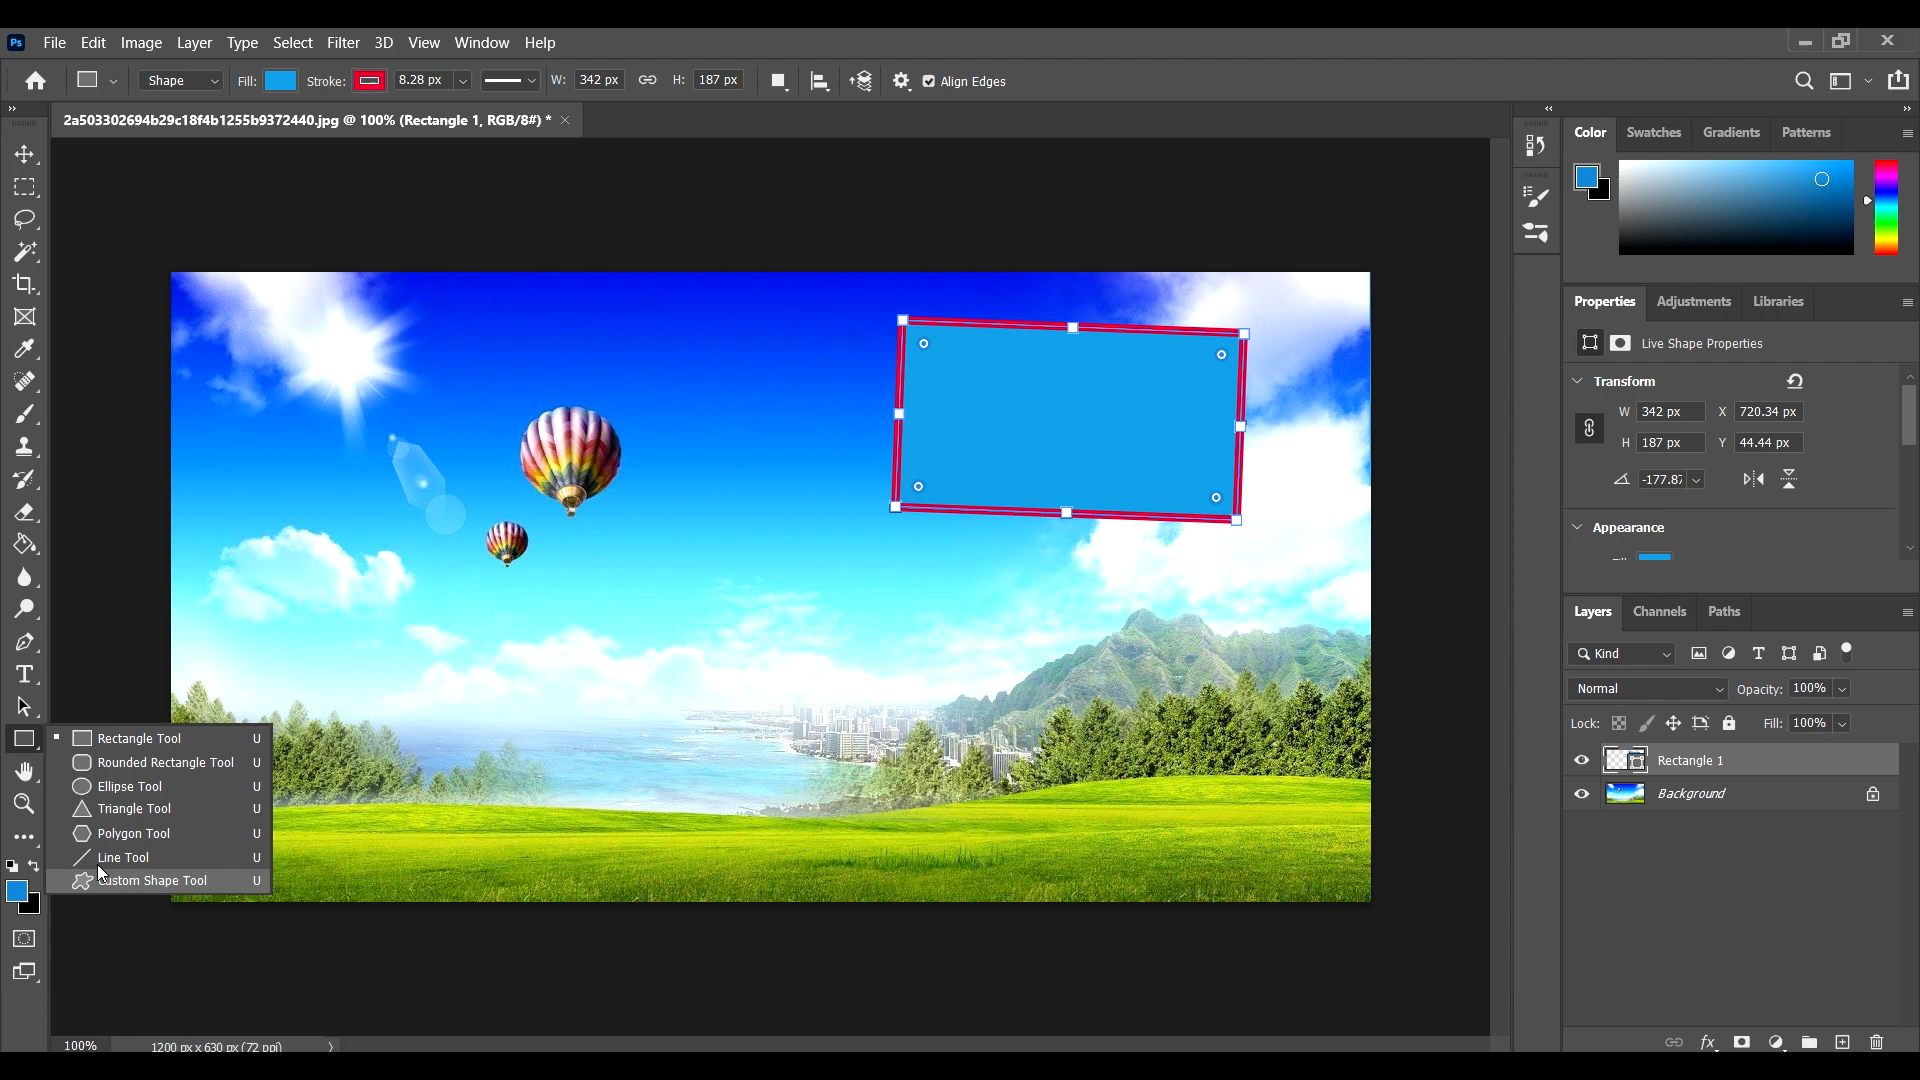 Ps File Edit Image Layer Type Select Filter 3D View Window Help
Shape Fill: Stroke: 8.28 px W: 342 px H: 187 px Align Edges
2a503302694b29c18f4b1255b9372440.jpg @ 100% (Rectangle 1, RGB/8#) *
Color Swatches Gradients Patterns
Properties Adjustments Libraries
Live Shape Properties
Transform
W 342 px X 720.34 px
H 187 px Y 44.44 px
-177.87
Appearance
Layers Channels Paths
Kind
Normal Opacity: 100%
Lock: Fill: 100%
Rectangle 1
Background
fx
Rectangle Tool U
Rounded Rectangle Tool U
Ellipse Tool U
Triangle Tool U
Polygon Tool U
Line Tool U
Shape Tool U
100% 1200 px x 630 px (72 ppi)